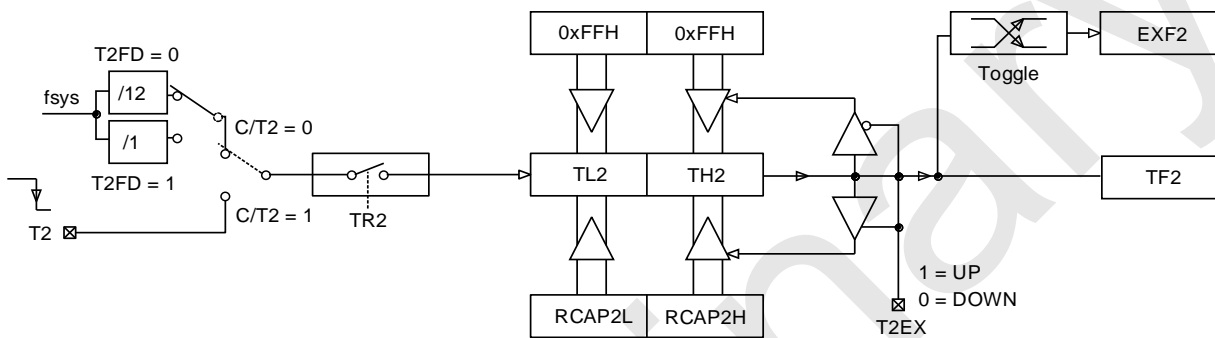 0xFFH 0xFFH EXF2
T2FD = 0
Toggle
fsys /12
C/T2 = 0
/1
T2FD = 1
TL2 TH2 TF2
C/T2 = 1
TR2
T2
1 = UP
0 = DOWN
RCAP2L RCAP2H T2EX
inary